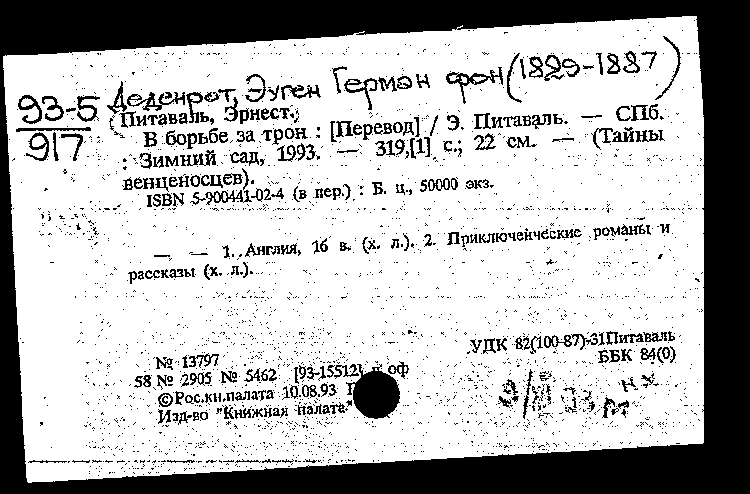 Деденрот, Эуген Герман фон (1829-1887)
93-5
917
Питаваль, Эрнест.
В борьбе за трон : [Перевод] / Э. Питаваль. — СПб.
: Зимний сад, 1993. — 319,[1] с.; 22 см. — (Тайны
венценосцев).
ISBN 5-900441-02-4 (в пер.) : Б. ц., 50000 экз.
— — 1. Англия, 16 в. (х. л.). 2. Приключенческие романы и
рассказы (х. л.).
УДК 82(100-87)-31Питаваль
ББК 84(0)
№ 13797
58 № 2905 № 5462 [93-15512] оф
©Рос.кн.палата 10.08.93
Изд-во "Книжная палата"